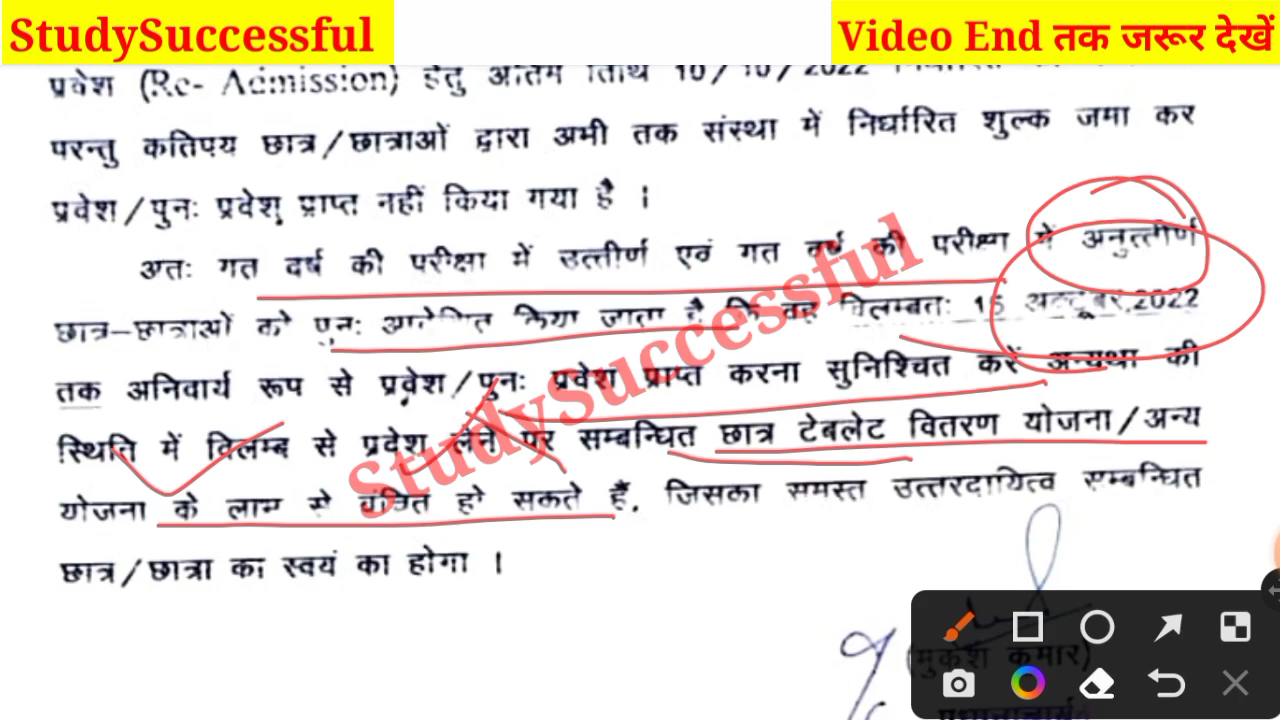 StudySuccessful
Video End तक जरूर देखें
प्रवेश (Re- Admission) हेतु अंतिम तिथि 10/10/2022
परन्तु कतिपय छात्र/छात्राओं द्वारा अभी तक संस्था में निर्धारित शुल्क जमा कर
प्रवेश/पुनः प्रवेश प्राप्त नहीं किया गया है ।
अतः गत वर्ष की परीक्षा में उत्तीर्ण एवं गत वर्ष की परीक्षा में अनुत्तीर्ण
छात्र-छात्राओं को पुनः आदेशित किया जाता है कि वह विलम्बतः 15 अक्टूबर,2022
तक अनिवार्य रूप से प्रवेश/पुनः प्रवेश प्राप्त करना सुनिश्चित करें अन्यथा की
स्थिति में विलम्ब से प्रवेश लेने पर सम्बन्धित छात्र टेबलेट वितरण योजना/अन्य
योजना के लाभ से वंचित हो सकते हैं, जिसका समस्त उत्तरदायित्व सम्बन्धित
छात्र/छात्रा का स्वयं का होगा ।
StudySuccessful
(मुकेश कुमार)